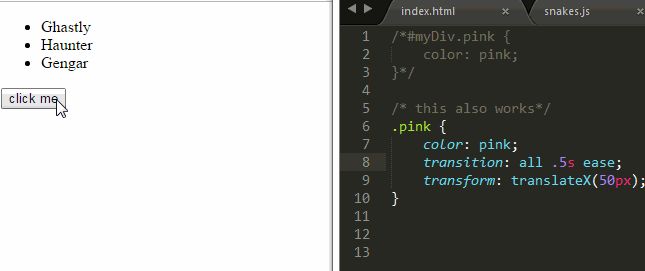 Ghastly
Haunter
Gengar
click me
index.html × snakes.js ×
1 /*#myDiv.pink {
2 color: pink;
3 }*/
4
5 /* this also works*/
6 .pink {
7 color: pink;
8 transition: all .5s ease;
9 transform: translateX(50px);
10 }
11
12
13